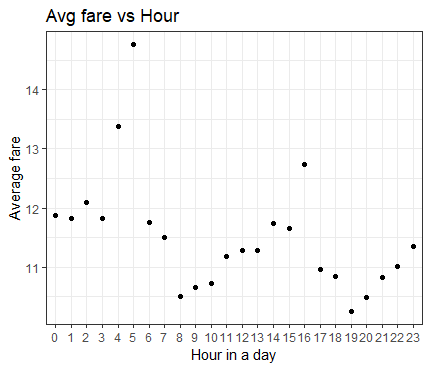 Avg fare vs Hour
14
13
12
11
Average fare
0 1 2 3 4 5 6 7 8 9 10 11 12 13 14 15 16 17 18 19 20 21 22 23
Hour in a day